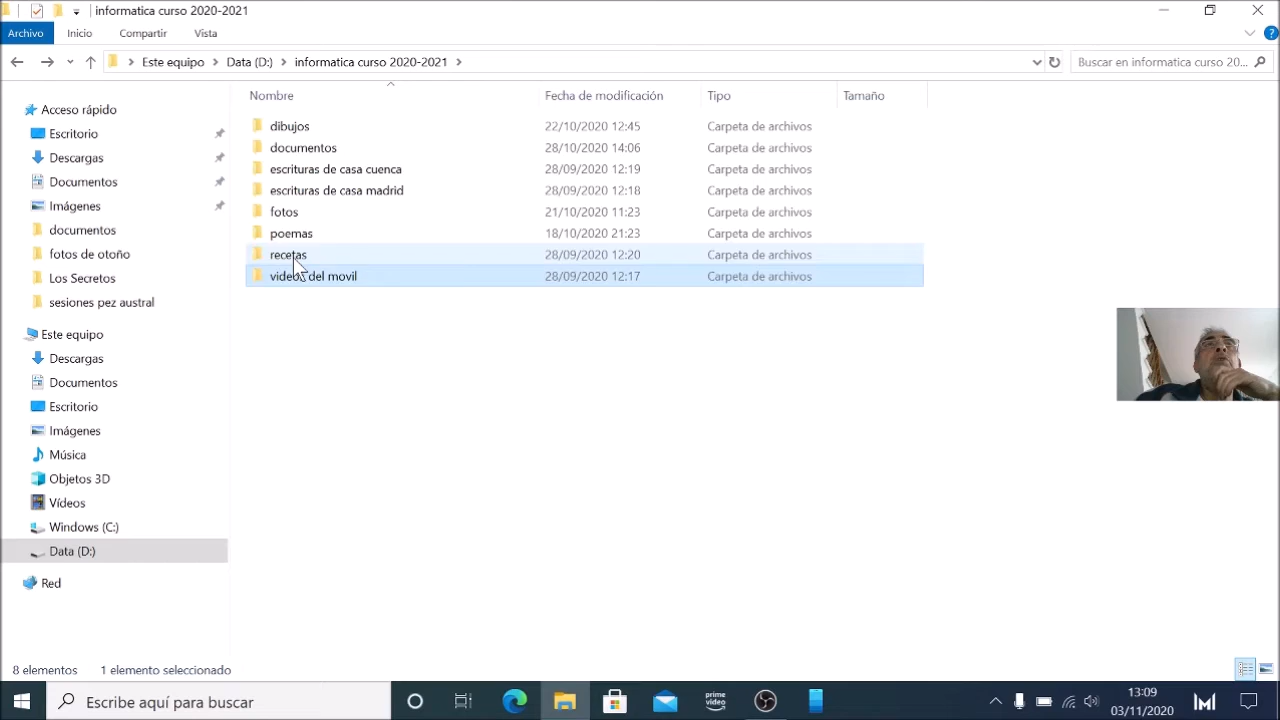 informatica curso 2020-2021
Archivo Inicio Compartir Vista
Este equipo Data (D:) informatica curso 2020-2021
Buscar en informatica curso 20...
Nombre Fecha de modificación Tipo Tamaño
dibujos 22/10/2020 12:45 Carpeta de archivos
documentos 28/10/2020 14:06 Carpeta de archivos
escrituras de casa cuenca 28/09/2020 12:19 Carpeta de archivos
escrituras de casa madrid 28/09/2020 12:18 Carpeta de archivos
fotos 21/10/2020 11:23 Carpeta de archivos
poemas 18/10/2020 21:23 Carpeta de archivos
recetas 28/09/2020 12:20 Carpeta de archivos
videos del movil 28/09/2020 12:17 Carpeta de archivos
Acceso rápido
Escritorio
Descargas
Documentos
Imágenes
documentos
fotos de otoño
Los Secretos
sesiones pez austral
Este equipo
Descargas
Documentos
Escritorio
Imágenes
Música
Objetos 3D
Vídeos
Windows (C:)
Data (D:)
Red
8 elementos 1 elemento seleccionado
Escribe aquí para buscar
prime video
13:09
03/11/2020